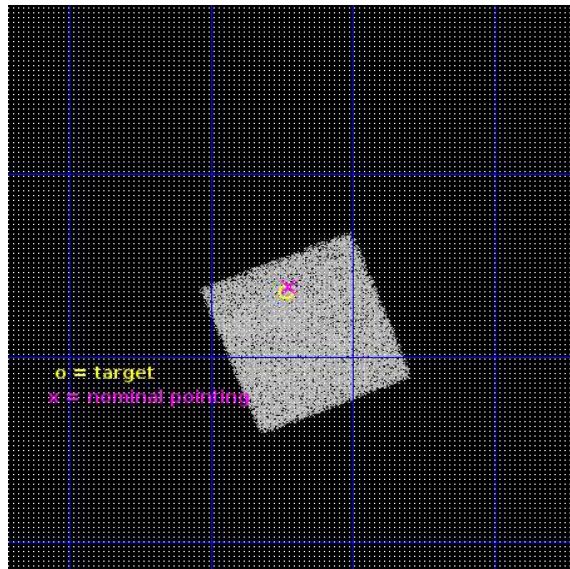 o = target
x = nominal pointing